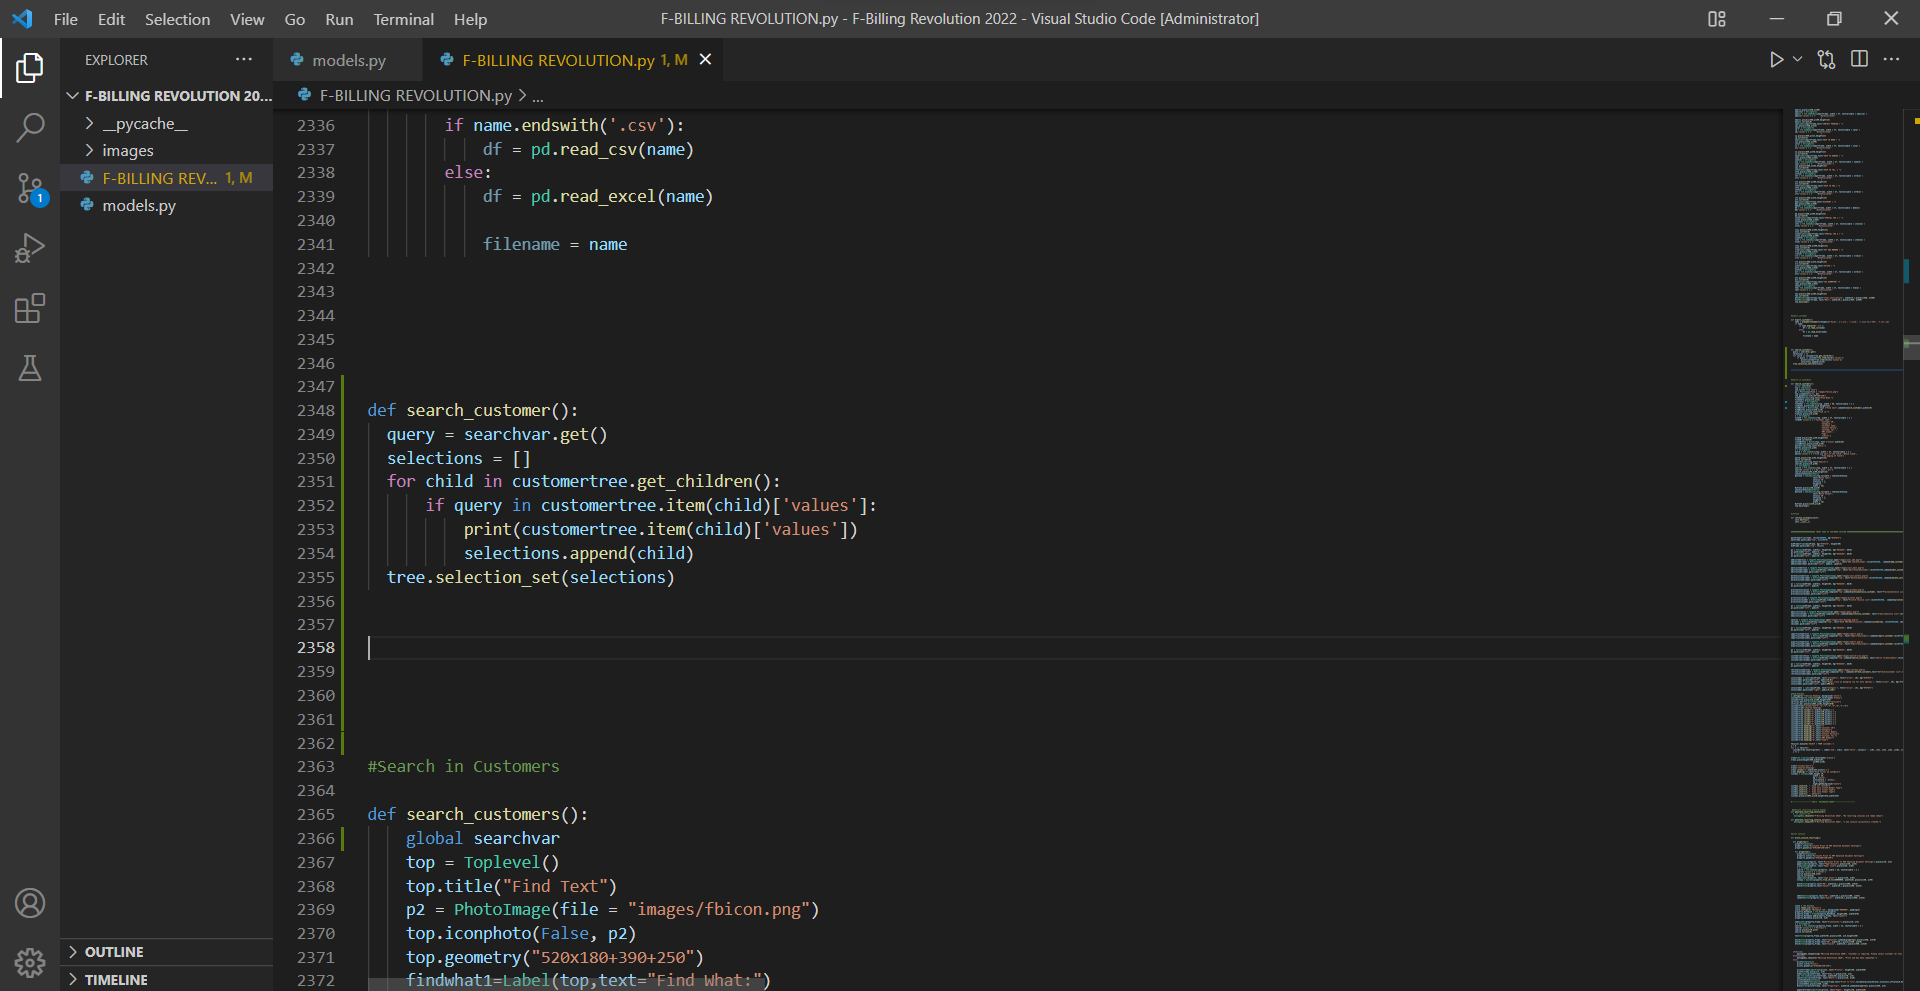 File Edit Selection View Go Run Terminal Help
F-BILLING REVOLUTION.py - F-Billing Revolution 2022 - Visual Studio Code [Administrator]
EXPLORER
F-BILLING REVOLUTION 20...
__pycache__
images
F-BILLING REV... 1, M
models.py
1
OUTLINE
TIMELINE
models.py
F-BILLING REVOLUTION.py 1, M
F-BILLING REVOLUTION.py > ...
2336 if name.endswith('.csv'):
2337 df = pd.read_csv(name)
2338 else:
2339 df = pd.read_excel(name)
2340
2341 filename = name
2342
2343
2344
2345
2346
2347
2348 def search_customer():
2349 query = searchvar.get()
2350 selections = []
2351 for child in customertree.get_children():
2352 if query in customertree.item(child)['values']:
2353 print(customertree.item(child)['values'])
2354 selections.append(child)
2355 tree.selection_set(selections)
2356
2357
2358
2359
2360
2361
2362
2363 #Search in Customers
2364
2365 def search_customers():
2366 global searchvar
2367 top = Toplevel()
2368 top.title("Find Text")
2369 p2 = PhotoImage(file = "images/fbicon.png")
2370 top.iconphoto(False, p2)
2371 top.geometry("520x180+390+250")
2372 findwhat1=Label(top,text="Find What:")